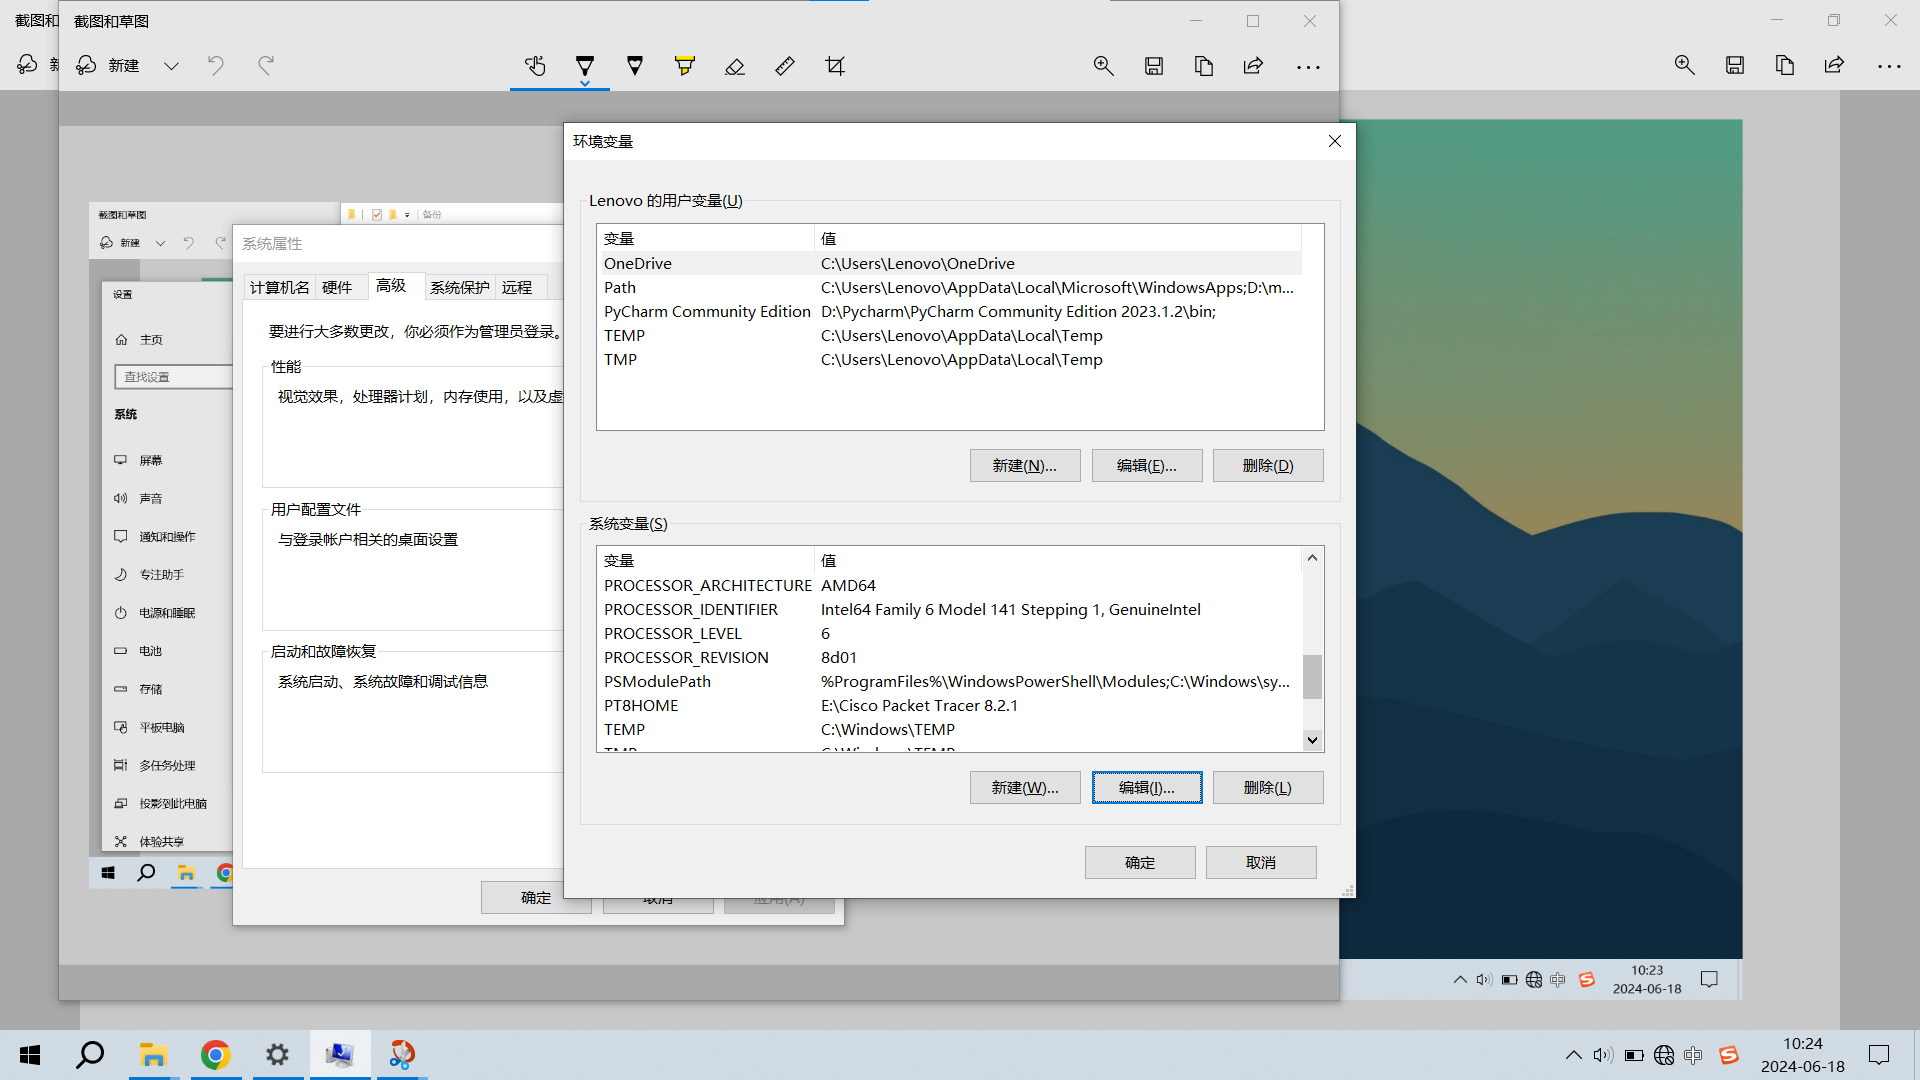 截图和
截图和草图
新建
截图和草图
新建
备份
设置
主页
查找设置
系统
屏幕
声音
通知和操作
专注助手
电源和睡眠
电池
存储
平板电脑
多任务处理
投影到此电脑
体验共享
系统属性
计算机名 硬件 高级 系统保护 远程
要进行大多数更改，你必须作为管理员登录。
性能
视觉效果，处理器计划，内存使用，以及虚
用户配置文件
与登录帐户相关的桌面设置
启动和故障恢复
系统启动、系统故障和调试信息
确定 取消 应用(A)
环境变量
Lenovo 的用户变量(U)
变量 值
OneDrive C:\Users\Lenovo\OneDrive
Path C:\Users\Lenovo\AppData\Local\Microsoft\WindowsApps;D:\m...
PyCharm Community Edition D:\Pycharm\PyCharm Community Edition 2023.1.2\bin;
TEMP C:\Users\Lenovo\AppData\Local\Temp
TMP C:\Users\Lenovo\AppData\Local\Temp
新建(N)... 编辑(E)... 删除(D)
系统变量(S)
变量 值
PROCESSOR_ARCHITECTURE AMD64
PROCESSOR_IDENTIFIER Intel64 Family 6 Model 141 Stepping 1, GenuineIntel
PROCESSOR_LEVEL 6
PROCESSOR_REVISION 8d01
PSModulePath %ProgramFiles%\WindowsPowerShell\Modules;C:\Windows\sy...
PT8HOME E:\Cisco Packet Tracer 8.2.1
TEMP C:\Windows\TEMP
TMP C:\Windows\TEMP
新建(W)... 编辑(I)... 删除(L)
确定 取消
中
10:23
2024-06-18
中
10:24
2024-06-18